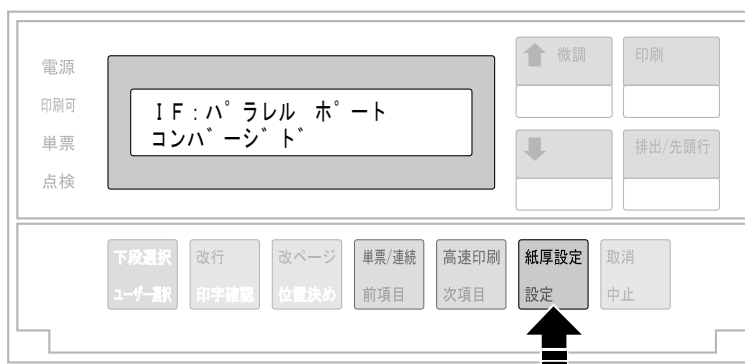 電源
印刷可
単票
点検
IF:パラレル ポート
コンバージド
微調
印刷
排出/先頭行
下段選択
ユーザー選択
改行
印字確認
改ページ
位置決め
単票/連続
前項目
高速印刷
次項目
紙厚設定
設定
取消
中止